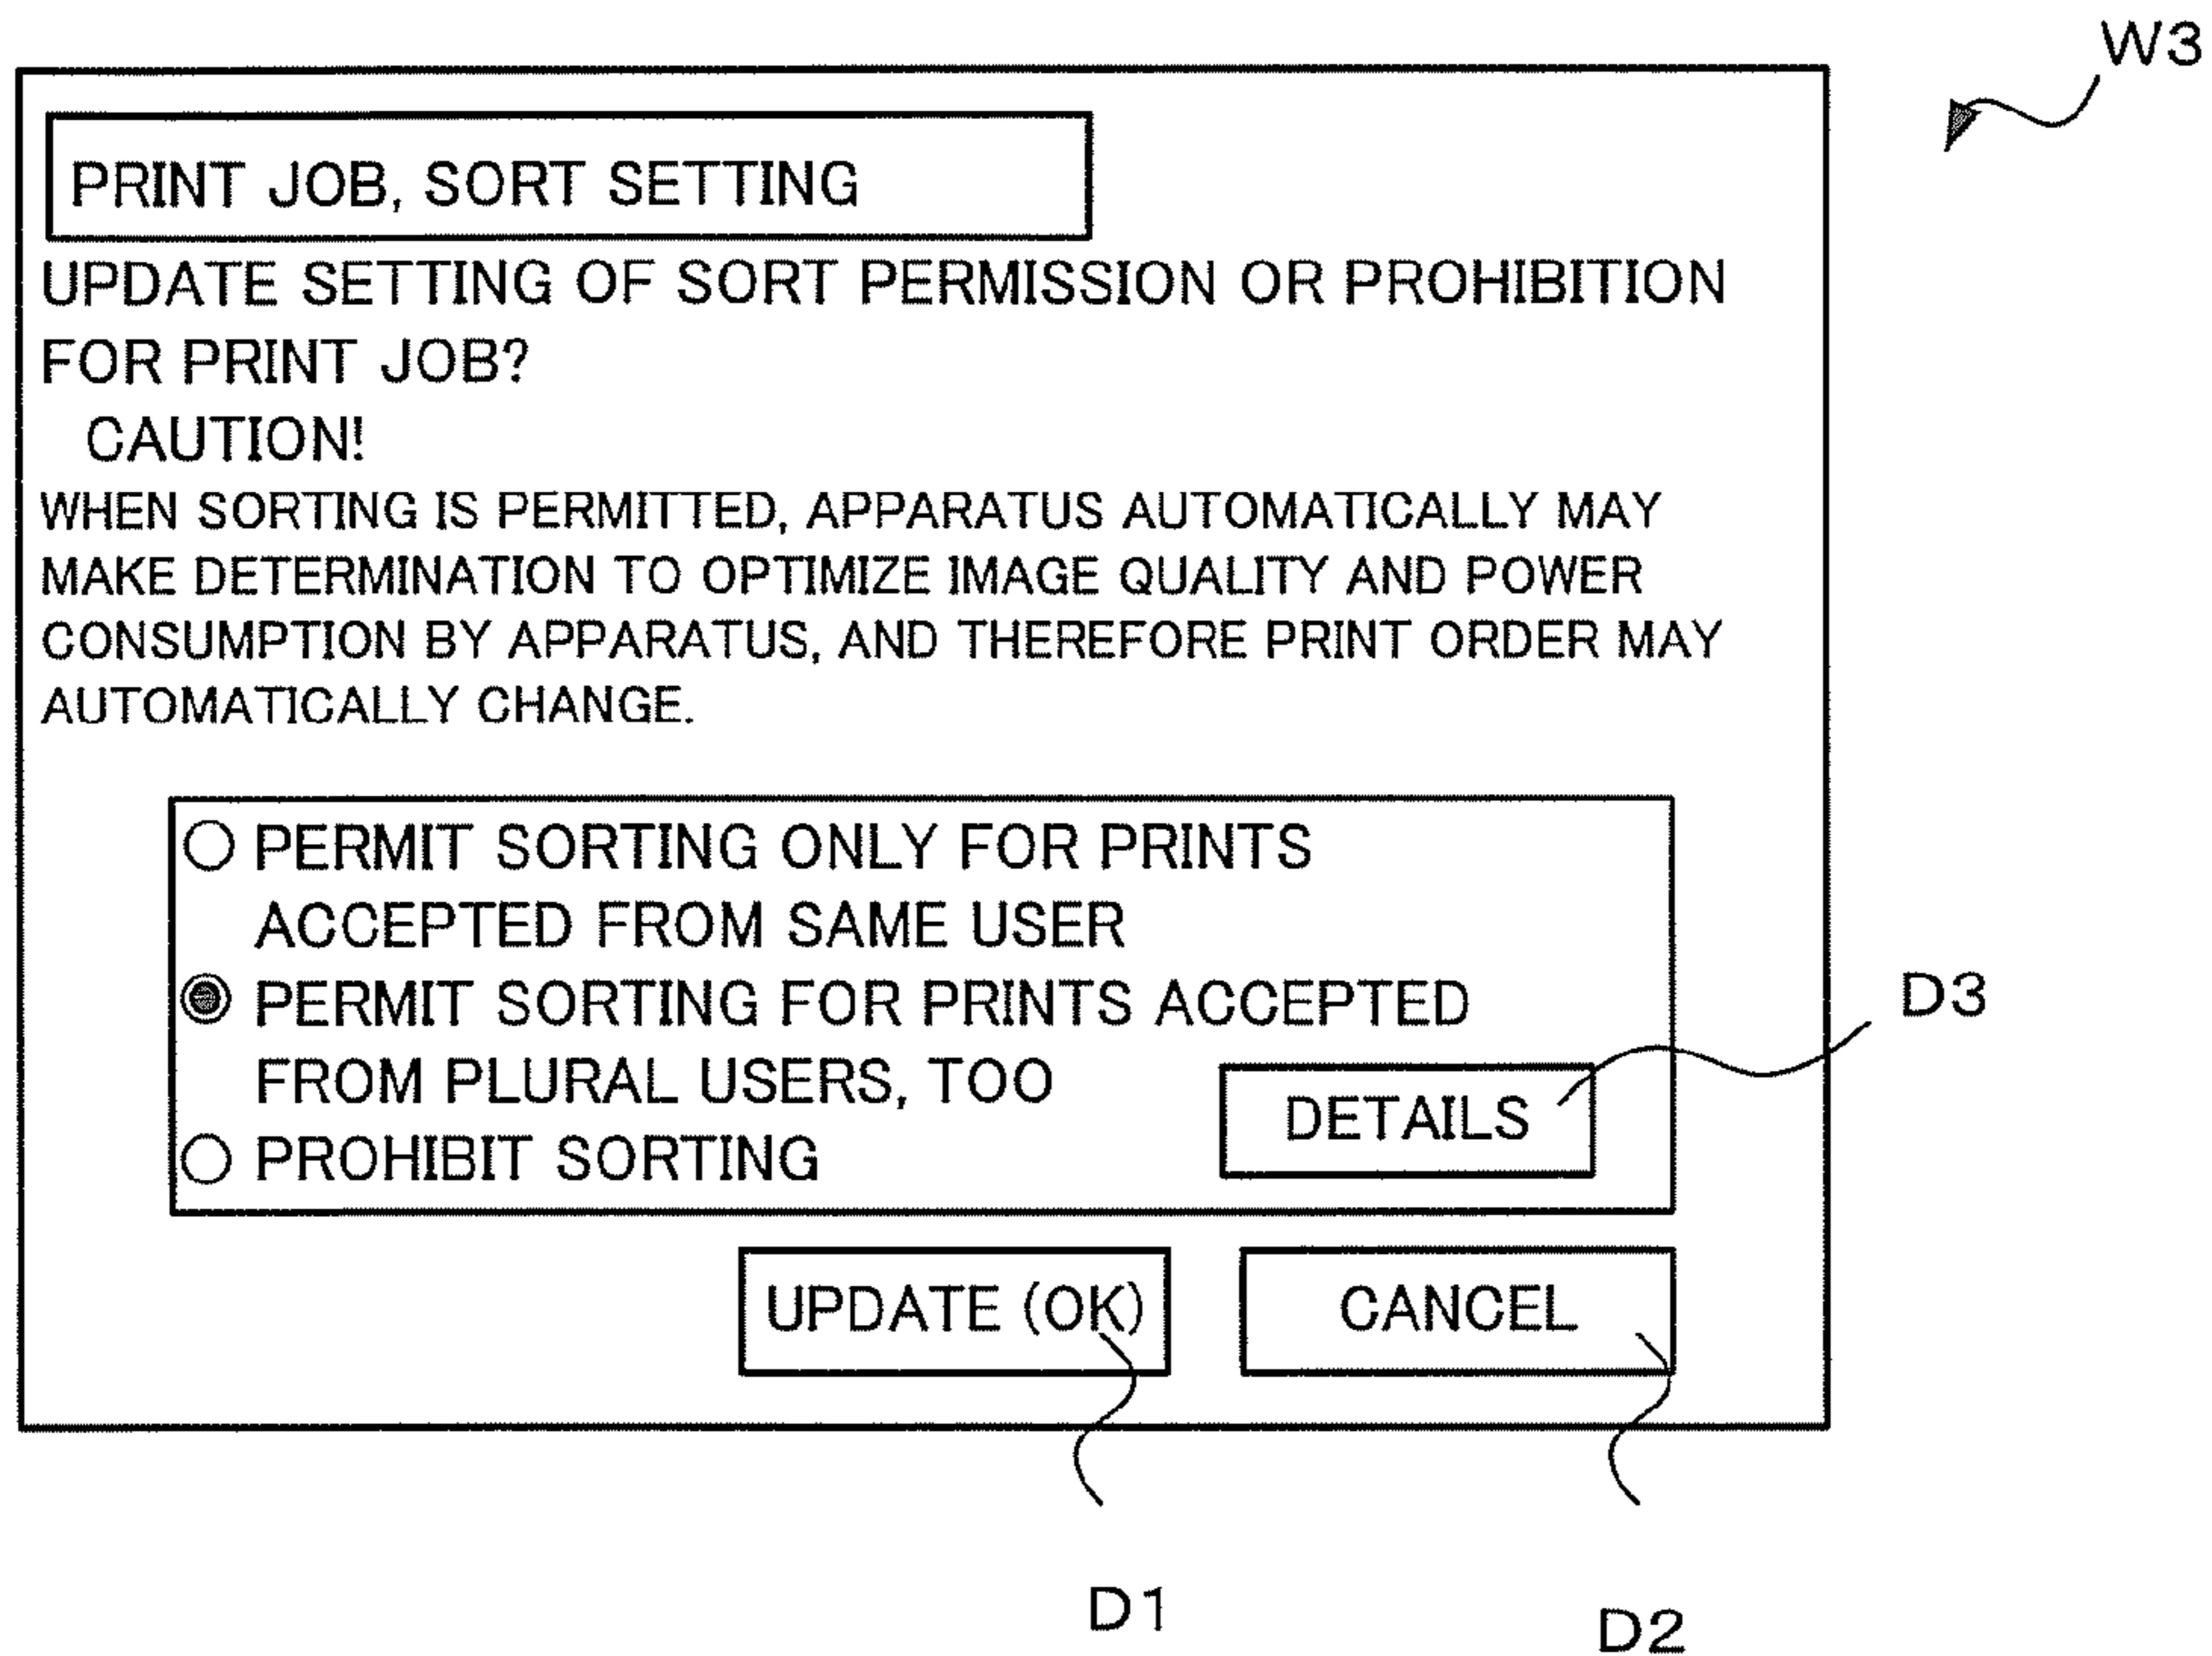 W3
PRINT JOB, SORT SETTING
UPDATE SETTING OF SORT PERMISSION OR PROHIBITION
FOR PRINT JOB?
CAUTION!
WHEN SORTING IS PERMITTED, APPARATUS AUTOMATICALLY MAY
MAKE DETERMINATION TO OPTIMIZE IMAGE QUALITY AND POWER
CONSUMPTION BY APPARATUS, AND THEREFORE PRINT ORDER MAY
AUTOMATICALLY CHANGE.
PERMIT SORTING ONLY FOR PRINTS
ACCEPTED FROM SAME USER
PERMIT SORTING FOR PRINTS ACCEPTED
FROM PLURAL USERS, TOO
D3
DETAILS
PROHIBIT SORTING
UPDATE (OK)
CANCEL
D1
D2